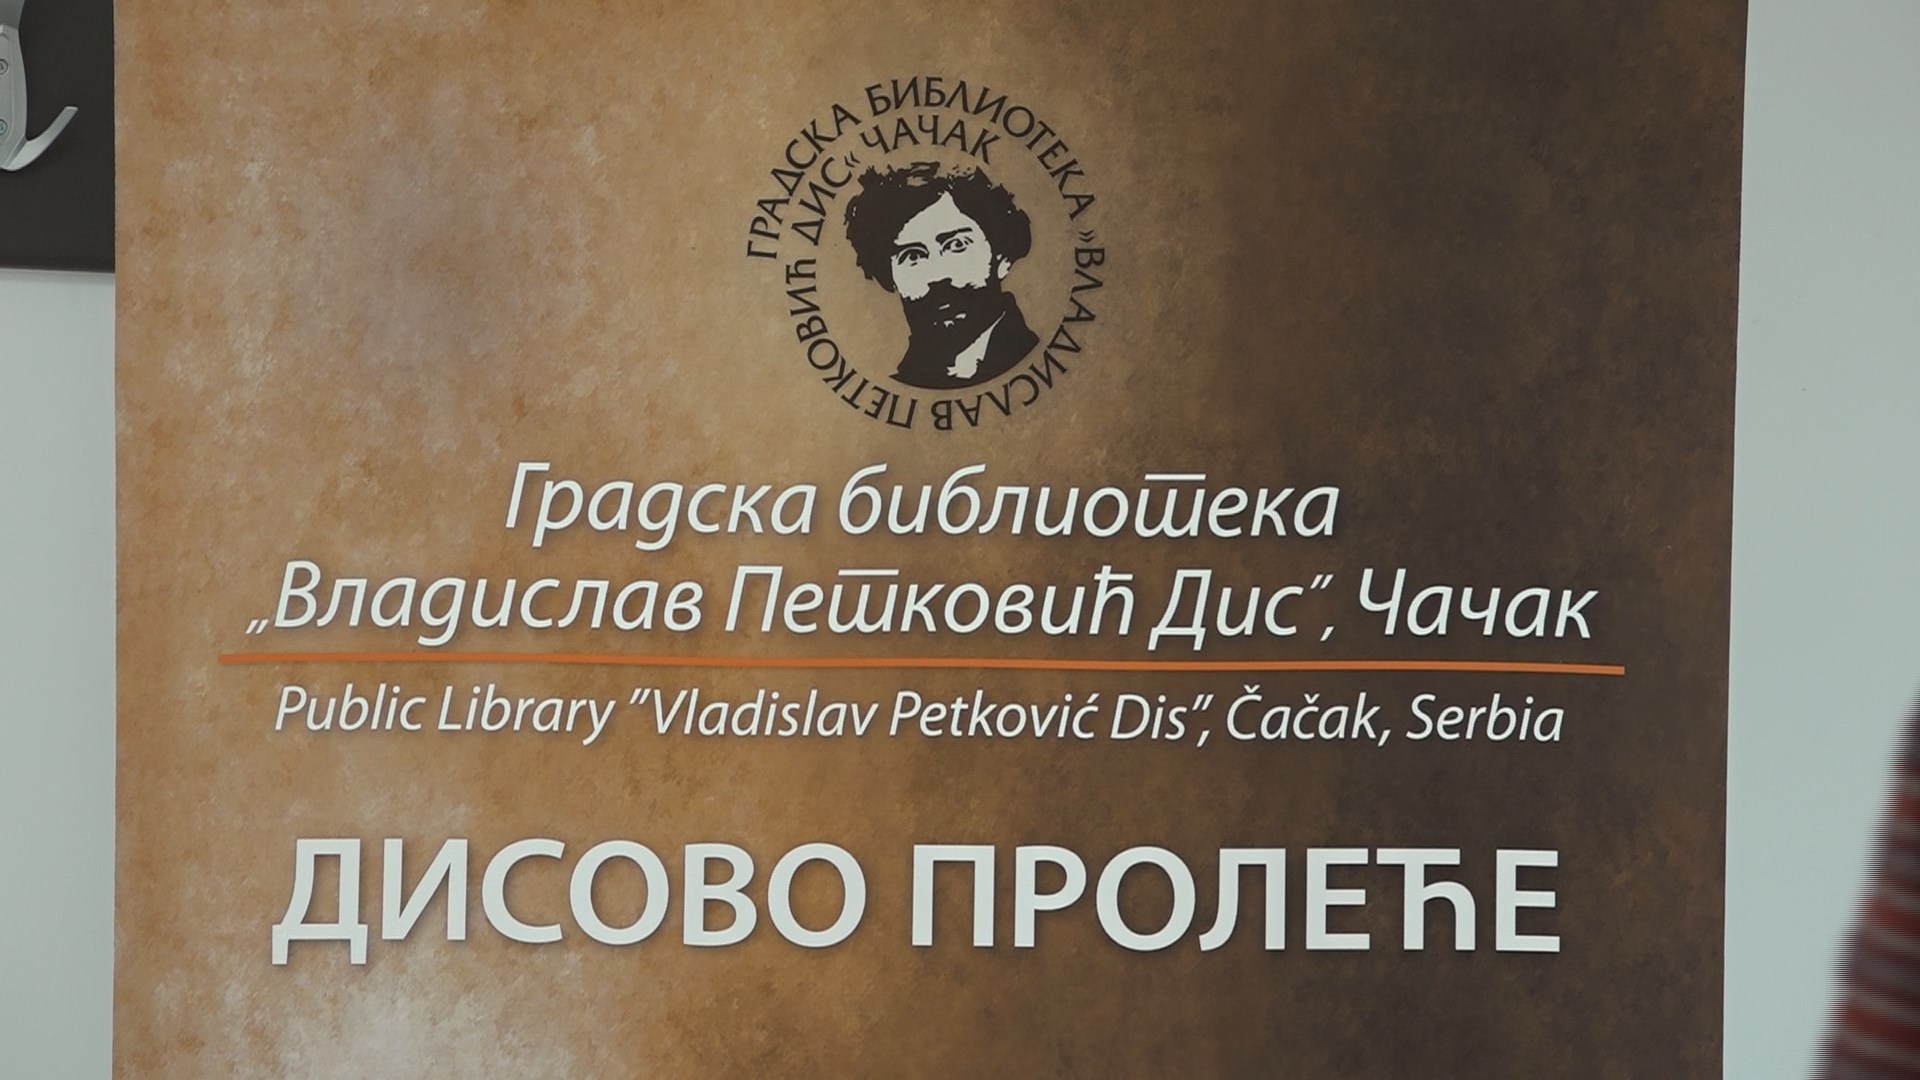 ГРАДСКА БИБЛИОТЕКА »ВЛАДИСЛАВ ПЕТКОВИЋ ДИС« ЧАЧАК
Градска библиотека
„Владислав Петковић Дис”, Чачак
Public Library ”Vladislav Petković Dis”, Čačak, Serbia
ДИСОВО ПРОЛЕЋЕ